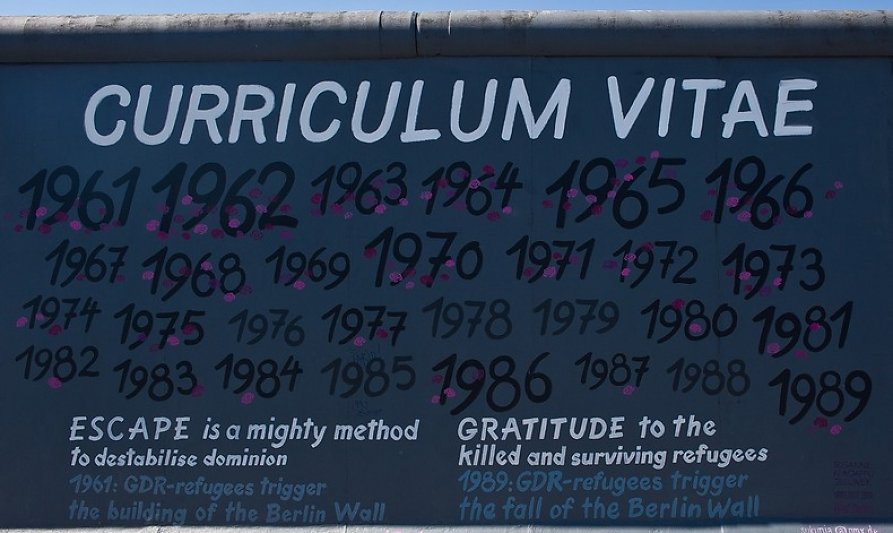 CURRICULUM VITAE
1961 1962 1963 1964 1965 1966
1967 1968 1969 1970 1971 1972 1973
1974 1975 1976 1977 1978 1979 1980 1981
1982 1983 1984 1985 1986 1987 1988 1989
ESCAPE is a mighty method
to destabilise dominion
1961: GDR-refugees trigger
the building of the Berlin Wall
GRATITUDE to the
killed and surviving refugees
1989: GDR-refugees trigger
the fall of the Berlin Wall